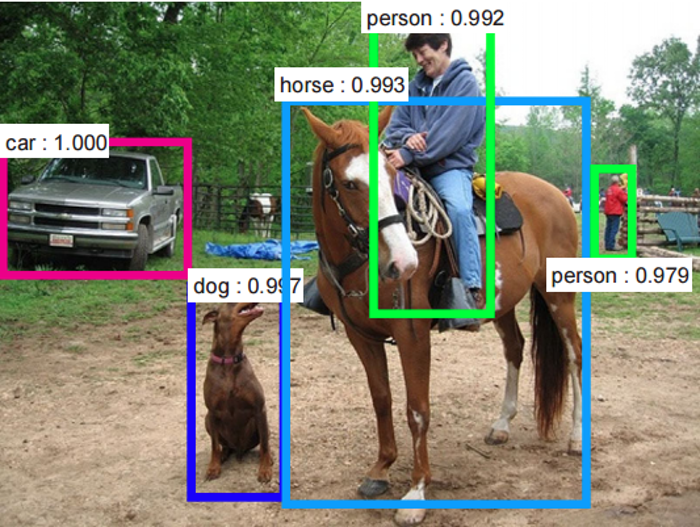 person : 0.992
horse : 0.993
car : 1.000
person : 0.979
dog : 0.997